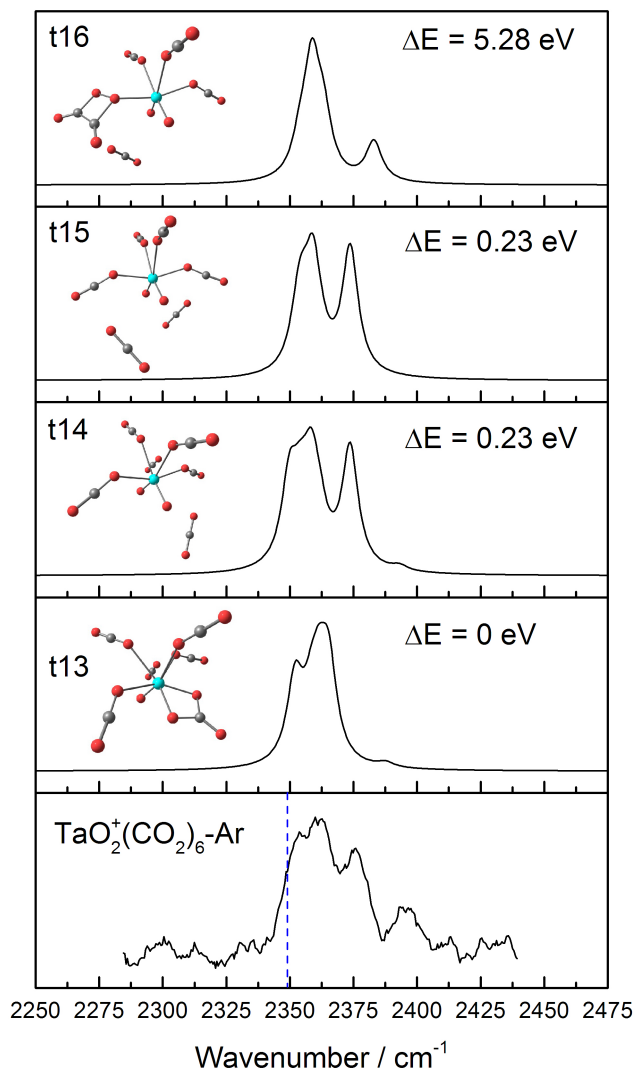 t16
ΔE = 5.28 eV
t15
ΔE = 0.23 eV
t14
ΔE = 0.23 eV
t13
ΔE = 0 eV
TaO₂⁺(CO₂)₆-Ar
2250 2275 2300 2325 2350 2375 2400 2425 2450 2475
Wavenumber / cm⁻¹